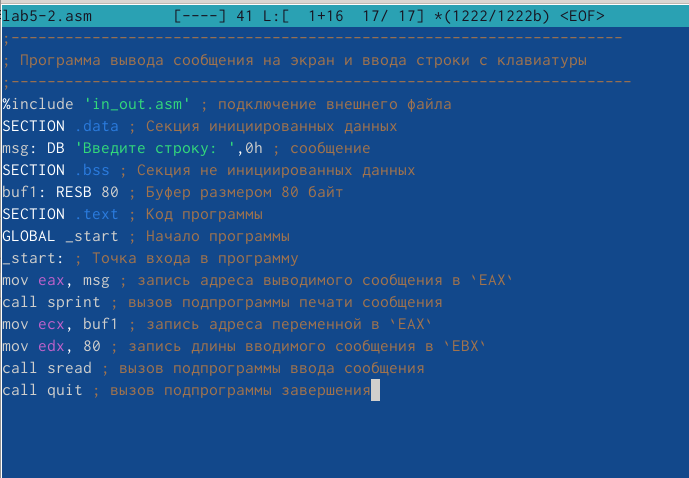 lab5-2.asm [----] 41 L:[ 1+16 17/ 17] *(1222/1222b) <EOF>
;--------------------------------------------------------------------
; Программа вывода сообщения на экран и ввода строки с клавиатуры
;---------------------------------------------------------------------
%include 'in_out.asm' ; подключение внешнего файла
SECTION .data ; Секция инициированных данных
msg: DB 'Введите строку: ',0h ; сообщение
SECTION .bss ; Секция не инициированных данных
buf1: RESB 80 ; Буфер размером 80 байт
SECTION .text ; Код программы
GLOBAL _start ; Начало программы
_start: ; Точка входа в программу
mov eax, msg ; запись адреса выводимого сообщения в `EAX`
call sprint ; вызов подпрограммы печати сообщения
mov ecx, buf1 ; запись адреса переменной в `EAX`
mov edx, 80 ; запись длины вводимого сообщения в `EBX`
call sread ; вызов подпрограммы ввода сообщения
call quit ; вызов подпрограммы завершения